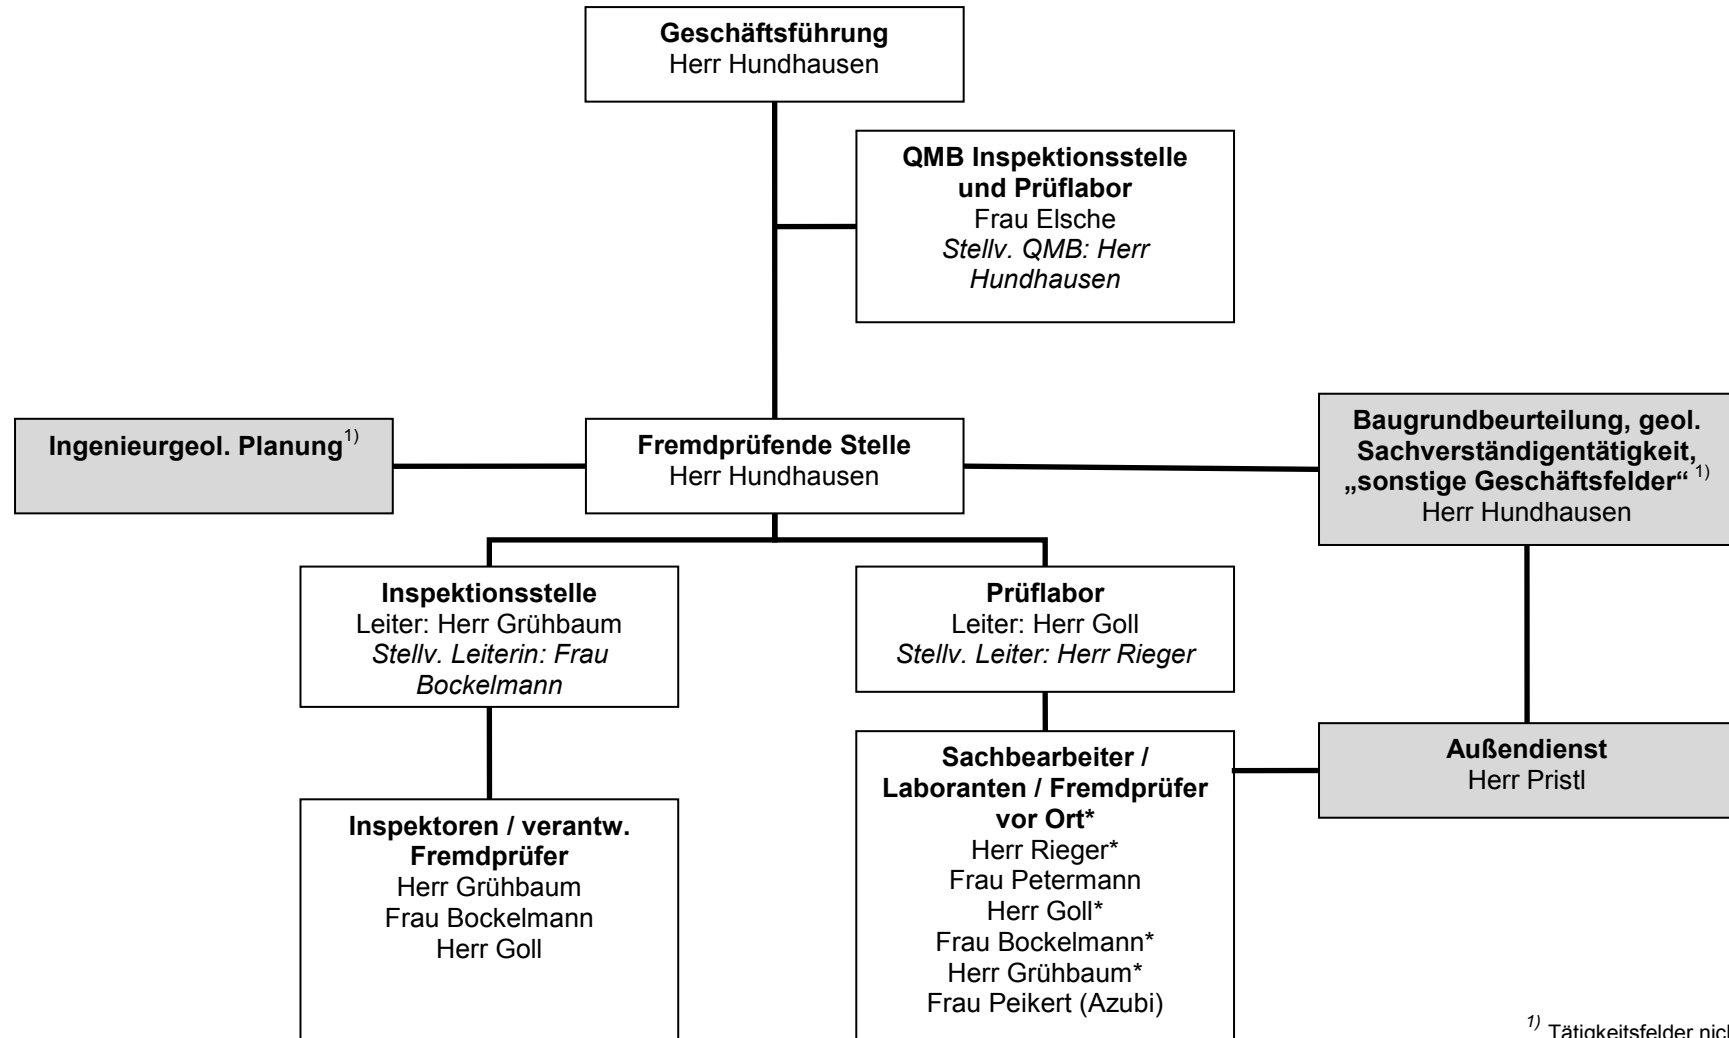 Geschäftsführung
Herr Hundhausen
QMB Inspektionsstelle
und Prüflabor
Frau Elsche
Stellv. QMB: Herr
Hundhausen
Ingenieurgeol. Planung1)
Fremdprüfende Stelle
Herr Hundhausen
Baugrundbeurteilung, geol.
Sachverständigentätigkeit,
„sonstige Geschäftsfelder“ 1)
Herr Hundhausen
Inspektionsstelle
Leiter: Herr Grühbaum
Stellv. Leiterin: Frau
Bockelmann
Prüflabor
Leiter: Herr Goll
Stellv. Leiter: Herr Rieger
Inspektoren / verantw.
Fremdprüfer
Herr Grühbaum
Frau Bockelmann
Herr Goll
Sachbearbeiter /
Laboranten / Fremdprüfer
vor Ort*
Herr Rieger*
Frau Petermann
Herr Goll*
Frau Bockelmann*
Herr Grühbaum*
Frau Peikert (Azubi)
Außendienst
Herr Pristl
1) Tätigkeitsfelder